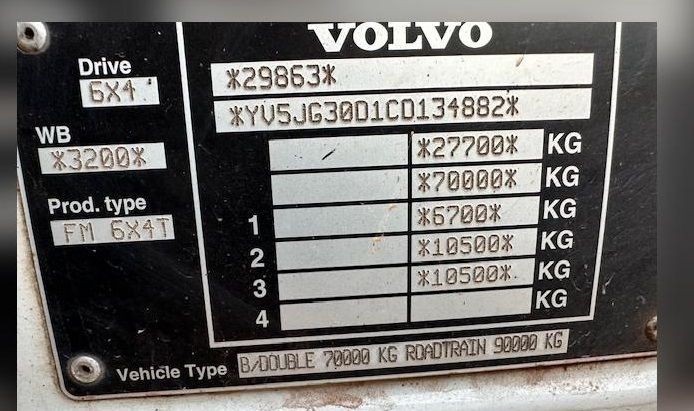 VOLVO
Drive
6X4
*29863*
*YV5JG30D1CD134882*
WB
*3200*
*27700* KG
*70000* KG
Prod. type
FM 6X4T
1 *6700* KG
2 *10500* KG
3 *10500* KG
4 KG
Vehicle Type B/DOUBLE 70000 KG ROADTRAIN 90000 KG